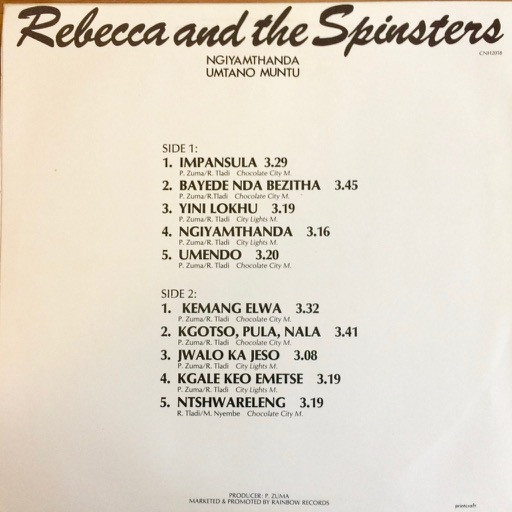 Rebecca and the Spinsters
CNH2018
NGIYAMTHANDA
UMTANO MUNTU
SIDE 1:
1. IMPANSULA 3.29
P. Zuma/R. Tladi Chocolate City M.
2. BAYEDE NDA BEZITHA 3.45
P. Zuma/R.Tladi Chocolate City M.
3. YINI LOKHU 3.19
P. Zuma/R. Tladi City Lights M.
4. NGIYAMTHANDA 3.16
P. Zuma/R. Tladi City Lights M.
5. UMENDO 3.20
P. Zuma/R. Tladi Chocolate City M.
SIDE 2:
1. KEMANG ELWA 3.32
P. Zuma/R. Tladi Chocolate City M.
2. KGOTSO, PULA, NALA 3.41
P. Zuma/R. Tladi Chocolate City M.
3. JWALO KA JESO 3.08
P. Zuma/R. Tladi City Lights M.
4. KGALE KEO EMETSE 3.19
P. Zuma/R. Tladi City Lights M.
5. NTSHWARELENG 3.19
R. Tladi/M. Nyembe Chocolate City M.
PRODUCER: P. ZUMA
MARKETED & PROMOTED BY RAINBOW RECORDS
printcraft